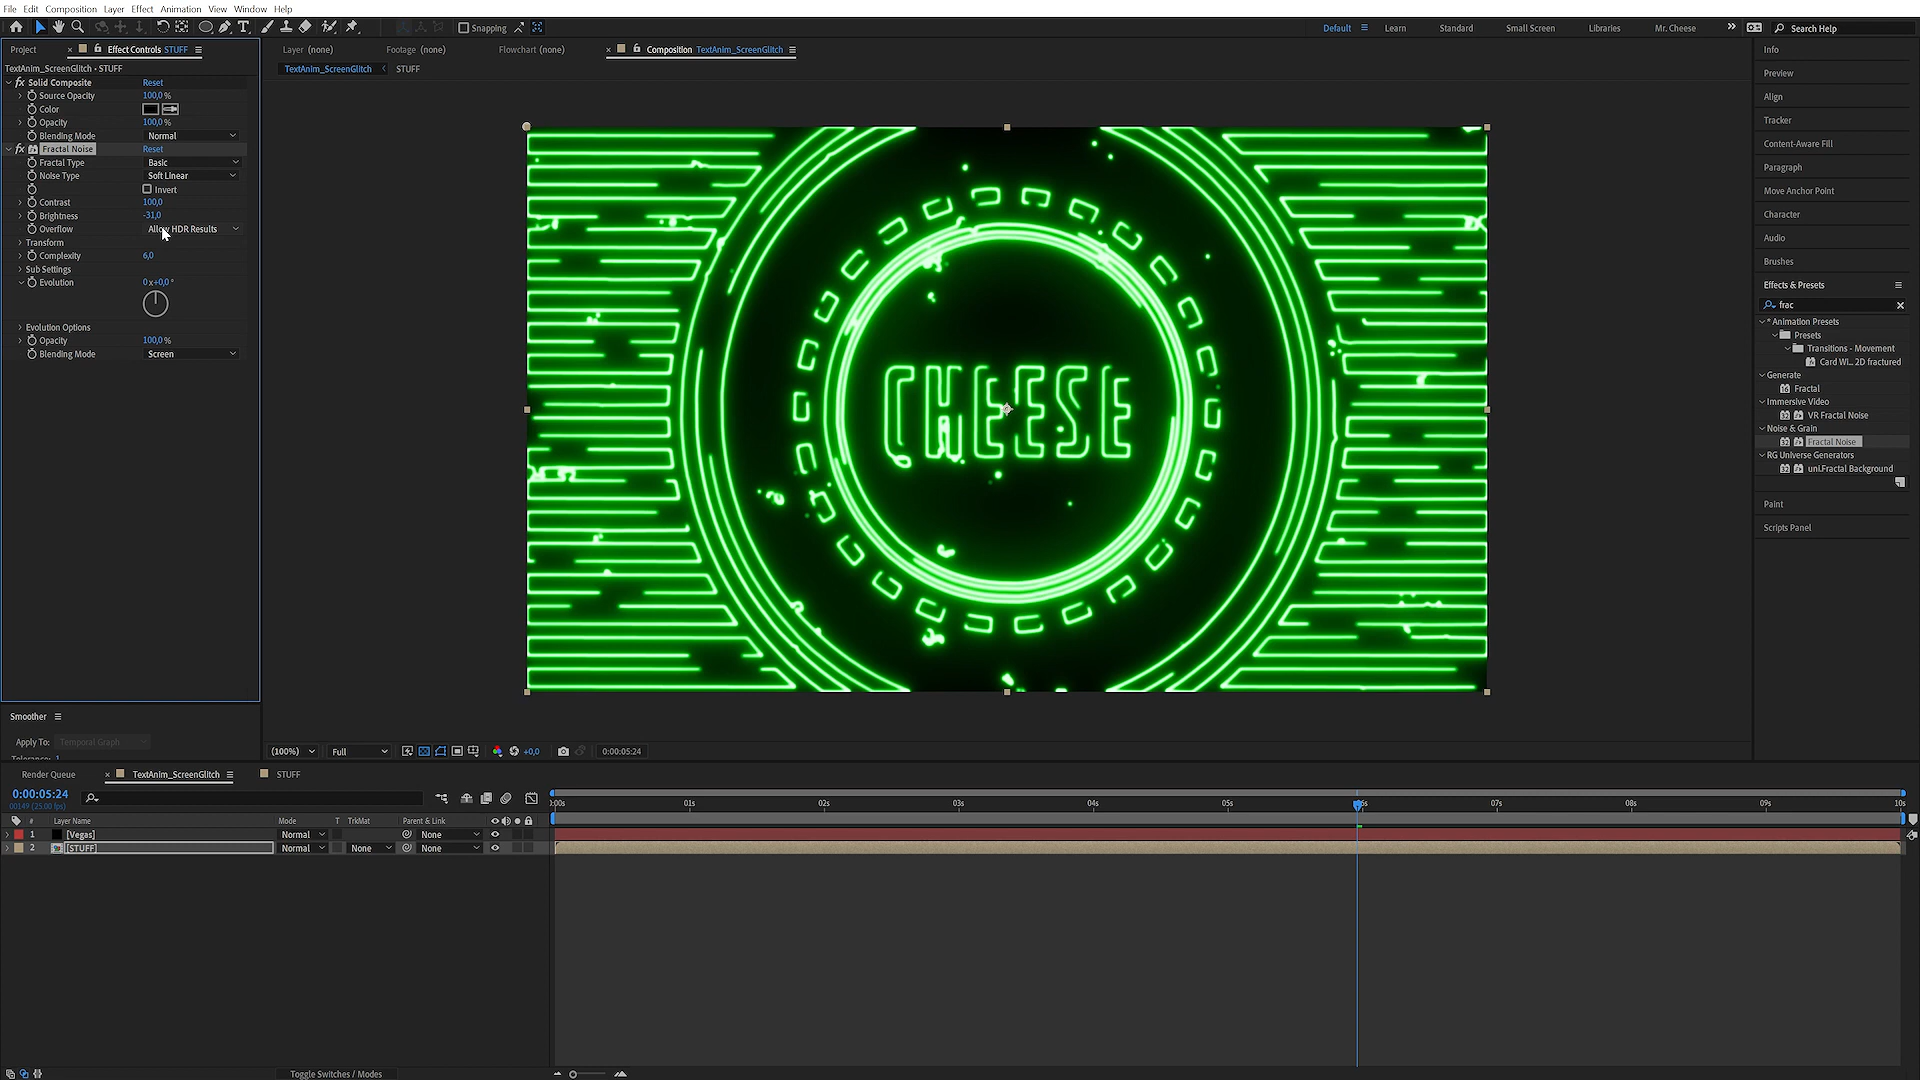 File Edit Composition Layer Effect Animation View Window Help
Snapping
Default Learn Standard Small Screen Libraries Mr. Cheese Search Help
Project Effect Controls STUFF
Layer (none) Footage (none) Flowchart (none) Composition TextAnim_ScreenGlitch
TextAnim_ScreenGlitch STUFF
TextAnim_ScreenGlitch • STUFF
Solid Composite Reset
Source Opacity 100,0 %
Color
Opacity 100,0 %
Blending Mode Normal
Fractal Noise Reset
Fractal Type Basic
Noise Type Soft Linear
Invert
Contrast 100,0
Brightness -31,0
Overflow Allow HDR Results
Transform
Complexity 6,0
Sub Settings
Evolution 0x+0,0°
Evolution Options
Opacity 100,0 %
Blending Mode Screen
CHEESE
Info
Preview
Align
Tracker
Content-Aware Fill
Paragraph
Move Anchor Point
Character
Audio
Brushes
Effects & Presets
frac
* Animation Presets
Presets
Transitions - Movement
Card Wi... 2D fractured
Generate
Fractal
Immersive Video
VR Fractal Noise
Noise & Grain
Fractal Noise
RG Universe Generators
uni.Fractal Background
Paint
Scripts Panel
Smoother
Apply To: Temporal Graph
(100%) Full +0,0 0:00:05:24
Render Queue TextAnim_ScreenGlitch STUFF
0:00:05:24
00149 (25.00 fps)
01s 02s 03s 04s 05s 07s 08s 09s 10s
# Layer Name Mode T TrkMat Parent & Link
1 [Vegas] Normal None
2 [STUFF] Normal None None
Toggle Switches / Modes